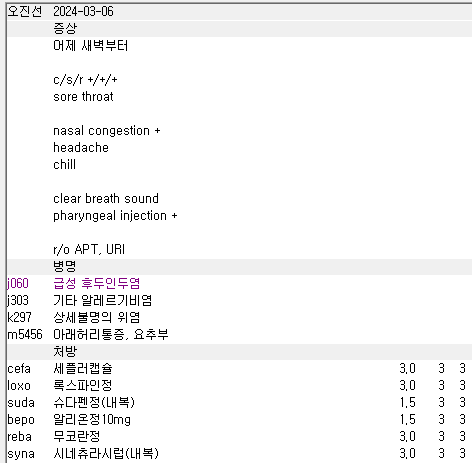 오진선 2024-03-06
증상
어제 새벽부터
c/s/r +/+/+
sore throat
nasal congestion +
headache
chill
clear breath sound
pharyngeal injection +
r/o APT, URI
병명
j060 급성 후두인두염
j303 기타 알레르기비염
k297 상세불명의 위염
m5456 아래허리통증, 요추부
처방
cefa 세플러캡슐 3.0 3 3
loxo 록스파인정 3.0 3 3
suda 슈다펜정(내복) 1.5 3 3
bepo 알리온정10mg 1.5 3 3
reba 무코란정 3.0 3 3
syna 시네츄라시럽(내복) 3.0 3 3